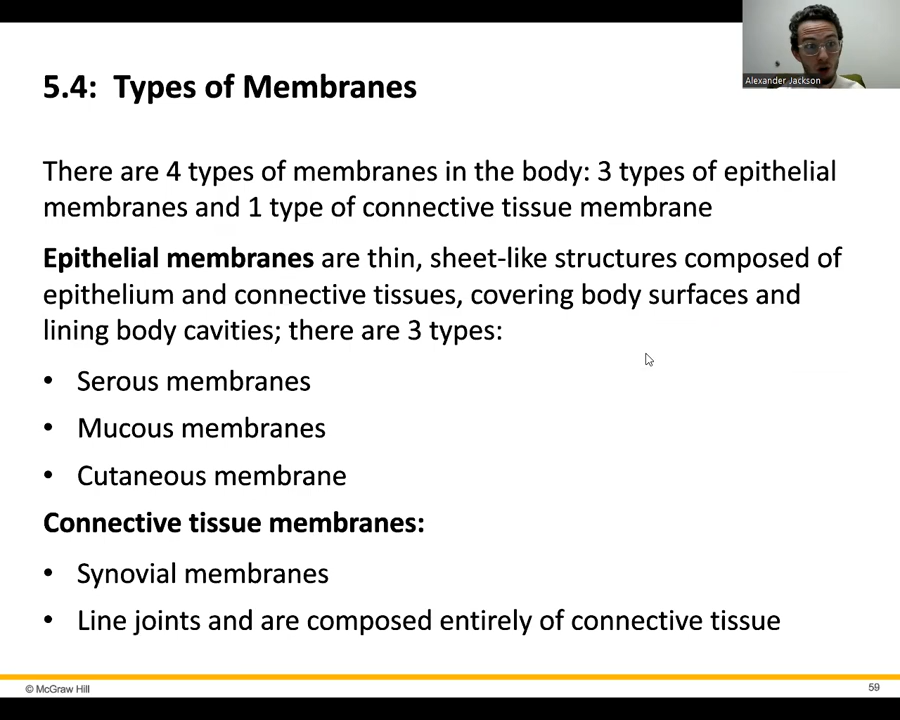 Alexander Jackson
5.4: Types of Membranes
There are 4 types of membranes in the body: 3 types of epithelial
membranes and 1 type of connective tissue membrane
Epithelial membranes are thin, sheet-like structures composed of
epithelium and connective tissues, covering body surfaces and
lining body cavities; there are 3 types:
• Serous membranes
• Mucous membranes
• Cutaneous membrane
Connective tissue membranes:
• Synovial membranes
• Line joints and are composed entirely of connective tissue
© McGraw Hill
59